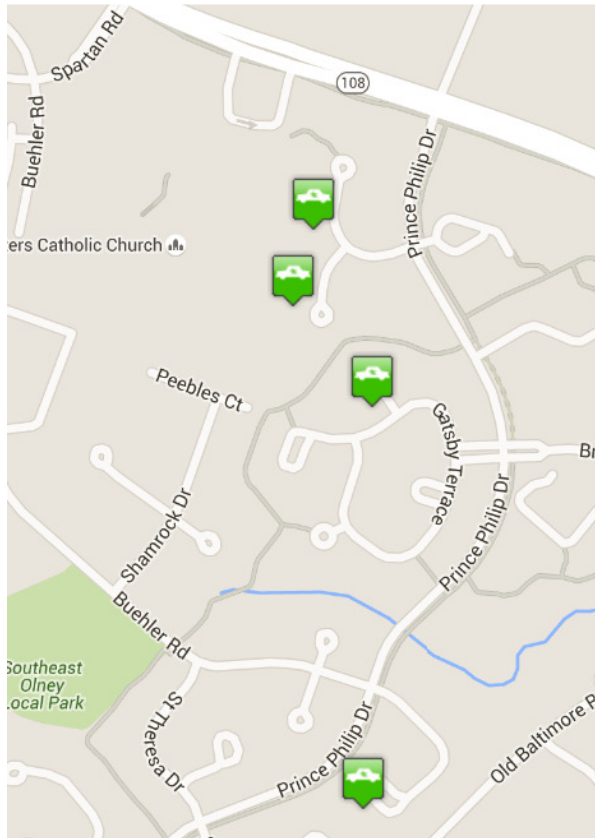 Spartan Rd
108
Buehler Rd
Prince Philip Dr
ters Catholic Church
Peebles Ct
Gatsby Terrace
Br
Shamrock Dr
Prince Philip Dr
Buehler Rd
Southeast
Olney
Local Park
St Theresa Dr
Prince Philip Dr
Old Baltimore R